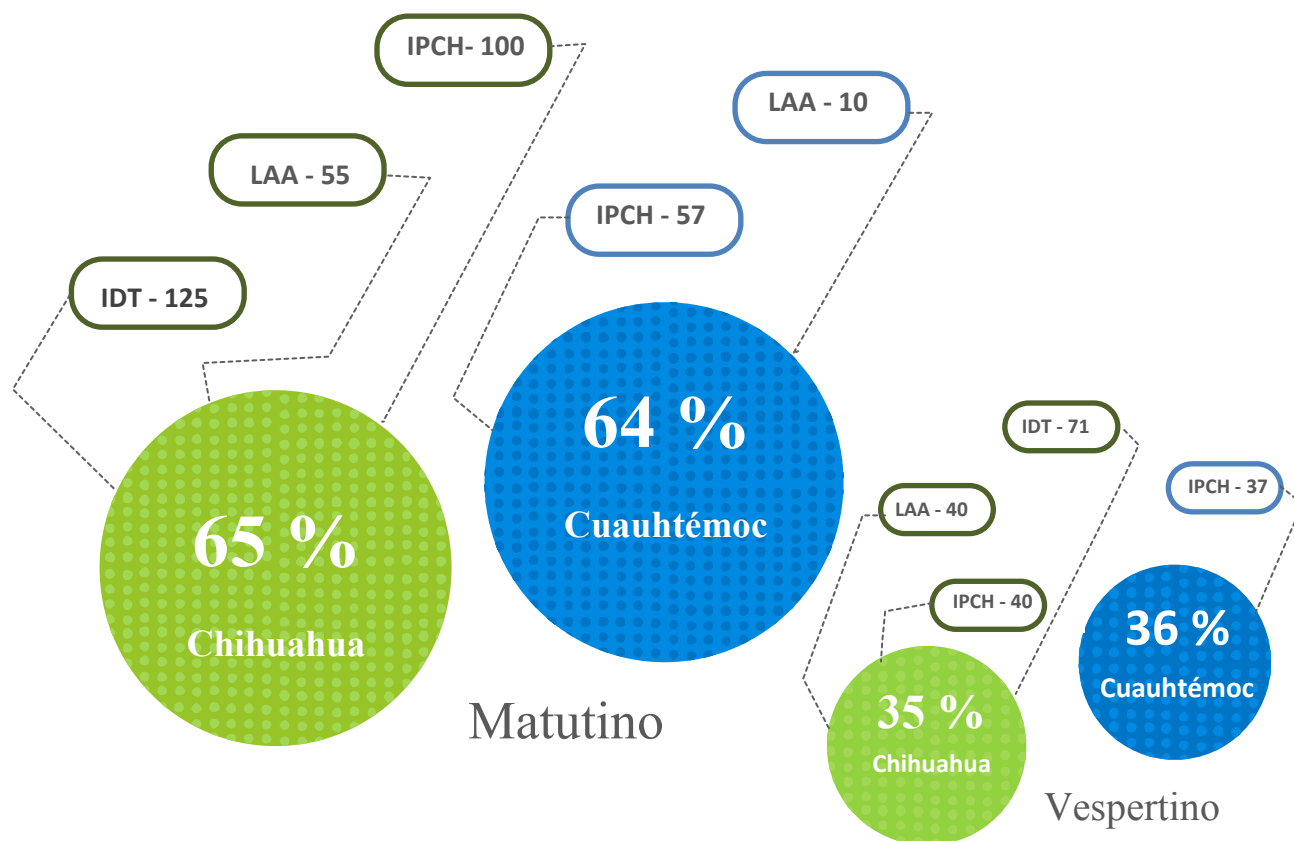 IPCH- 100
LAA - 10
LAA - 55
IPCH - 57
IDT - 125
64 %
Cuauhtémoc
65 %
Chihuahua
Matutino
IDT - 71
IPCH - 37
LAA - 40
IPCH - 40
36 %
Cuauhtémoc
35 %
Chihuahua
Vespertino